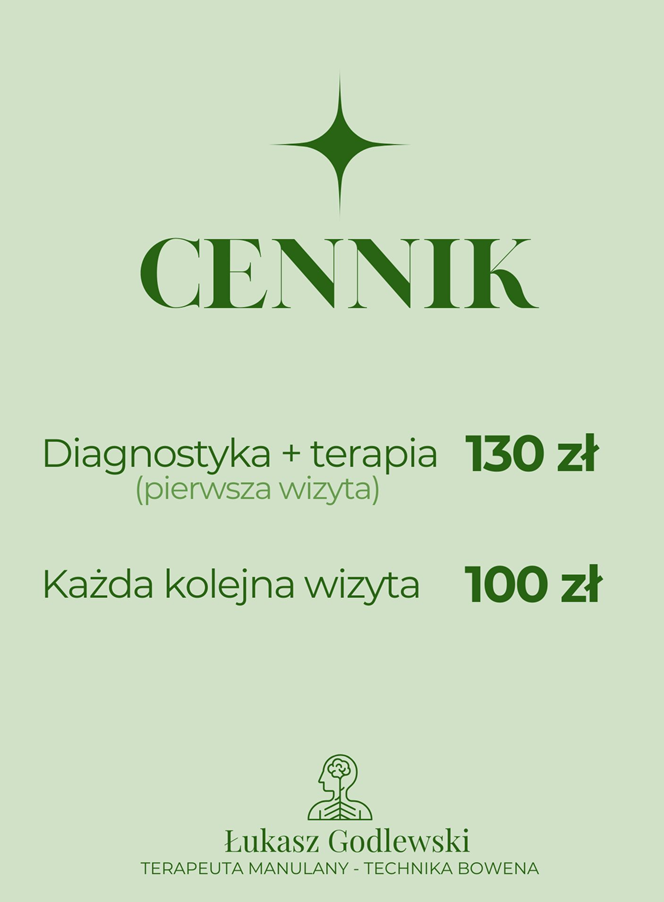 CENNIK
Diagnostyka + terapia 130 zł
(pierwsza wizyta)
Każda kolejna wizyta 100 zł
Łukasz Godlewski
TERAPEUTA MANULANY - TECHNIKA BOWENA